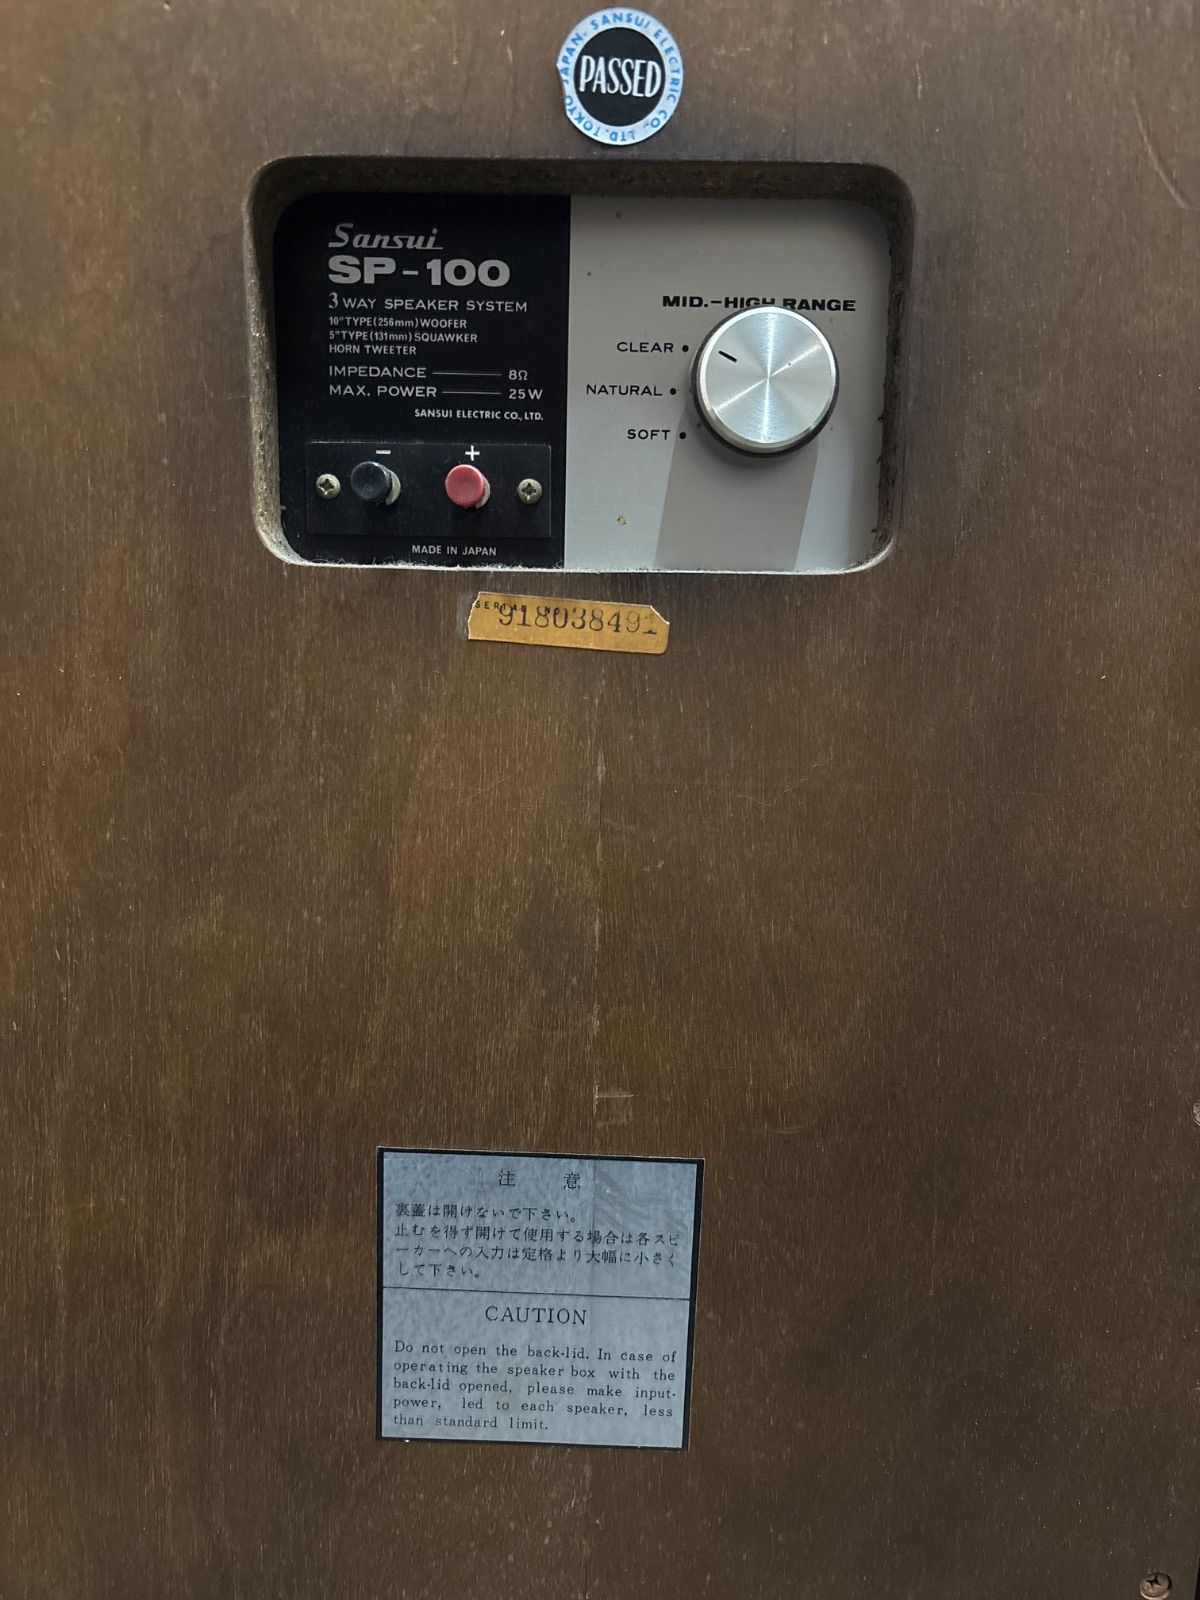 TOKYO JAPAN. SANSUI ELECTRIC CO., LTD.
PASSED
Sansui
SP-100
3 WAY SPEAKER SYSTEM
10"TYPE(256mm)WOOFER
5"TYPE(131mm)SQUAWKER
HORN TWEETER
IMPEDANCE 8Ω
MAX. POWER 25W
SANSUI ELECTRIC CO., LTD.
- +
MADE IN JAPAN
MID.-HIGH RANGE
CLEAR
NATURAL
SOFT
SERIAL NO
918038491
注 意
裏蓋は開けないで下さい。
止むを得ず開けて使用する場合は各スピ
ーカーへの入力は定格より大幅に小さく
して下さい。
CAUTION
Do not open the back-lid. In case of
operating the speaker box with the
back-lid opened, please make input-
power, led to each speaker, less
than standard limit.